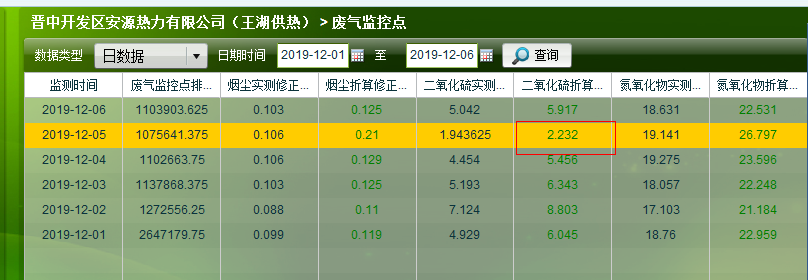 晋中开发区安源热力有限公司（王湖供热） > 废气监控点
数据类型 日数据 日期时间 2019-12-01 至 2019-12-06 查询
监测时间 废气监控点排... 烟尘实测修正... 烟尘折算修正... 二氧化硫实测... 二氧化硫折算... 氮氧化物实测... 氮氧化物折算...
2019-12-06 1103903.625 0.103 0.125 5.042 5.917 18.631 22.531
2019-12-05 1075641.375 0.106 0.21 1.943625 2.232 19.141 26.797
2019-12-04 1102663.75 0.106 0.129 4.454 5.456 19.275 23.596
2019-12-03 1137868.375 0.103 0.125 5.193 6.343 18.057 22.248
2019-12-02 1272556.25 0.088 0.11 7.124 8.803 17.103 21.184
2019-12-01 2647179.75 0.099 0.119 4.929 6.045 18.76 22.959